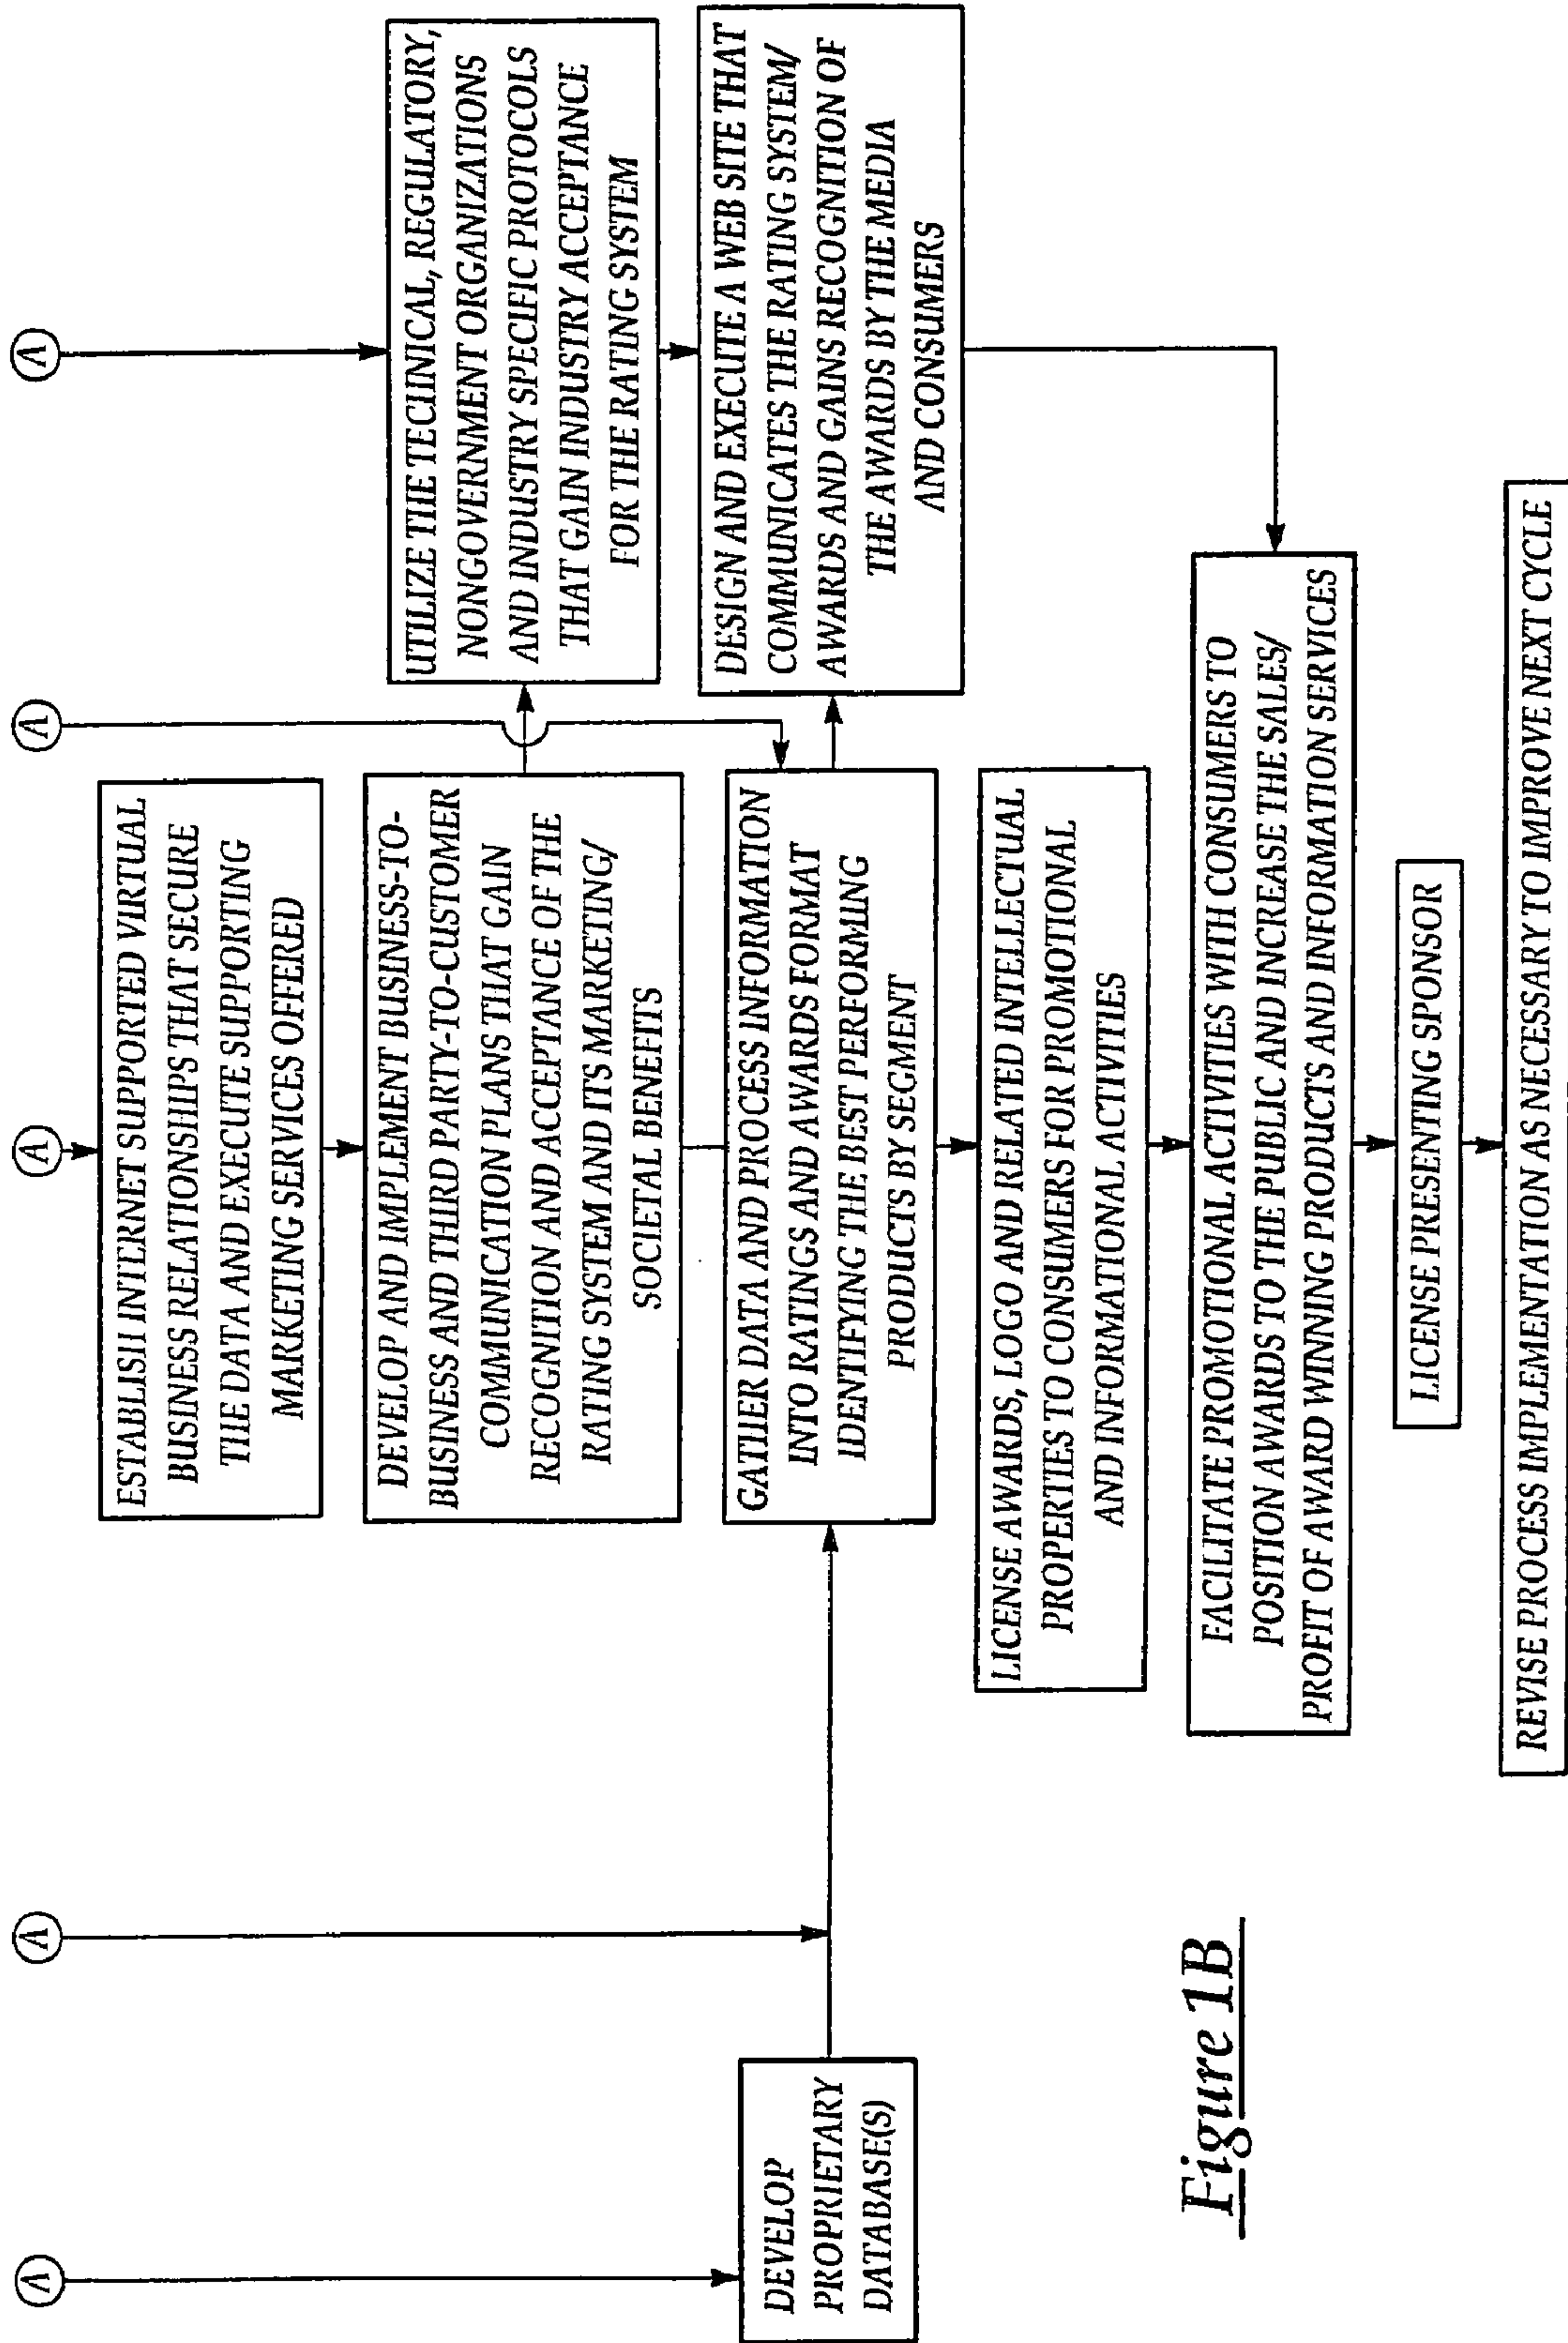 A
A
A
A
A
ESTABLISH INTERNET SUPPORTED VIRTUAL
BUSINESS RELATIONSHIPS THAT SECURE
THE DATA AND EXECUTE SUPPORTING
MARKETING SERVICES OFFERED
DEVELOP AND IMPLEMENT BUSINESS-TO-
BUSINESS AND THIRD PARTY-TO-CUSTOMER
COMMUNICATION PLANS THAT GAIN
RECOGNITION AND ACCEPTANCE OF THE
RATING SYSTEM AND ITS MARKETING/
SOCIETAL BENEFITS
UTILIZE THE TECHNICAL, REGULATORY,
NONGOVERNMENT ORGANIZATIONS
AND INDUSTRY SPECIFIC PROTOCOLS
THAT GAIN INDUSTRY ACCEPTANCE
FOR THE RATING SYSTEM
DEVELOP
PROPRIETARY
DATABASE(S)
GATHER DATA AND PROCESS INFORMATION
INTO RATINGS AND AWARDS FORMAT
IDENTIFYING THE BEST PERFORMING
PRODUCTS BY SEGMENT
DESIGN AND EXECUTE A WEB SITE THAT
COMMUNICATES THE RATING SYSTEM/
AWARDS AND GAINS RECOGNITION OF
THE AWARDS BY THE MEDIA
AND CONSUMERS
LICENSE AWARDS, LOGO AND RELATED INTELLECTUAL
PROPERTIES TO CONSUMERS FOR PROMOTIONAL
AND INFORMATIONAL ACTIVITIES
FACILITATE PROMOTIONAL ACTIVITIES WITH CONSUMERS TO
POSITION AWARDS TO THE PUBLIC AND INCREASE THE SALES/
PROFIT OF AWARD WINNING PRODUCTS AND INFORMATION SERVICES
LICENSE PRESENTING SPONSOR
REVISE PROCESS IMPLEMENTATION AS NECESSARY TO IMPROVE NEXT CYCLE
Figure 1B